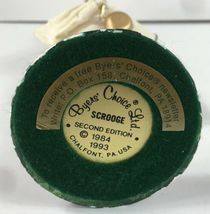 To receive a free Byers' Choice newsletter
Write: P.O. Box 158, Chalfont, PA 18914
Byers' Choice Ltd
SCROOGE
SECOND EDITION
© 1984
1993
CHALFONT, PA USA